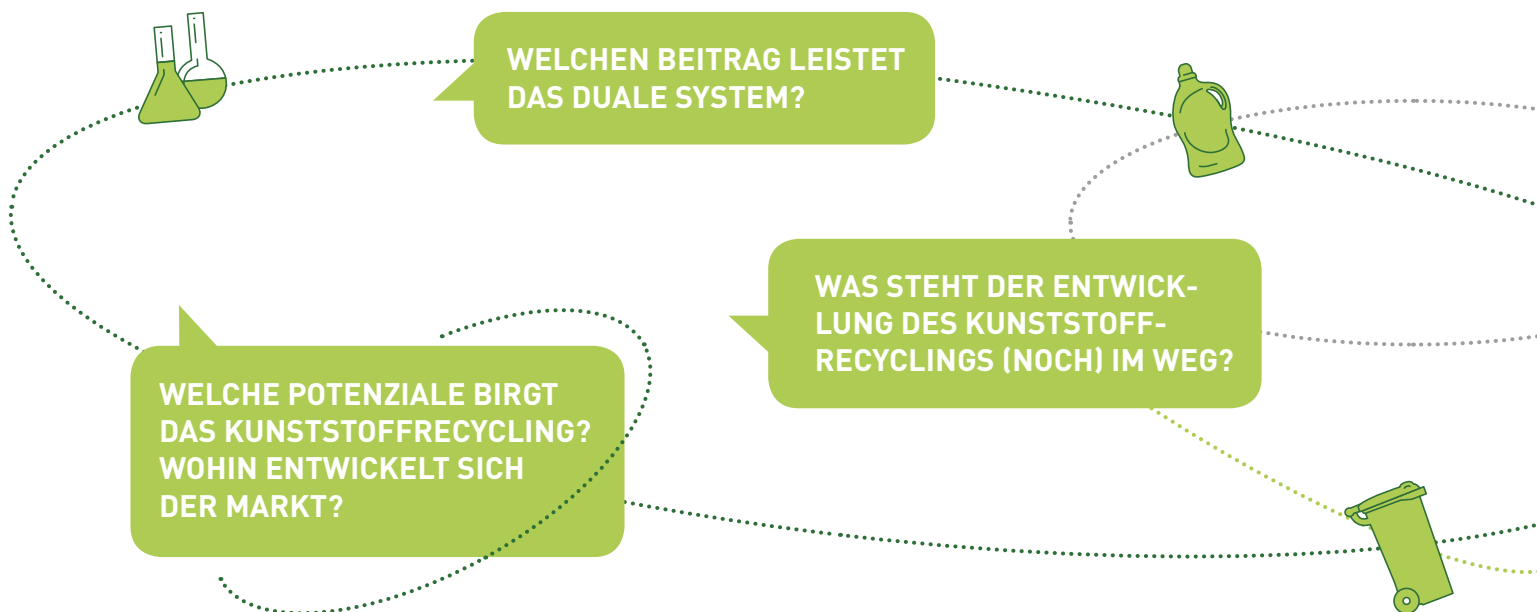 WELCHEN BEITRAG LEISTET
DAS DUALE SYSTEM?
WAS STEHT DER ENTWICK-
LUNG DES KUNSTSTOFF-
RECYCLINGS (NOCH) IM WEG?
WELCHE POTENZIALE BIRGT
DAS KUNSTSTOFFRECYCLING?
WOHIN ENTWICKELT SICH
DER MARKT?